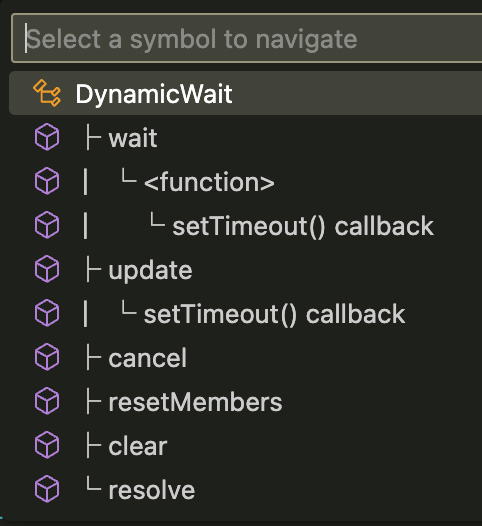 Select a symbol to navigate
DynamicWait
├ wait
| └ <function>
| └ setTimeout() callback
├ update
| └ setTimeout() callback
├ cancel
├ resetMembers
├ clear
└ resolve